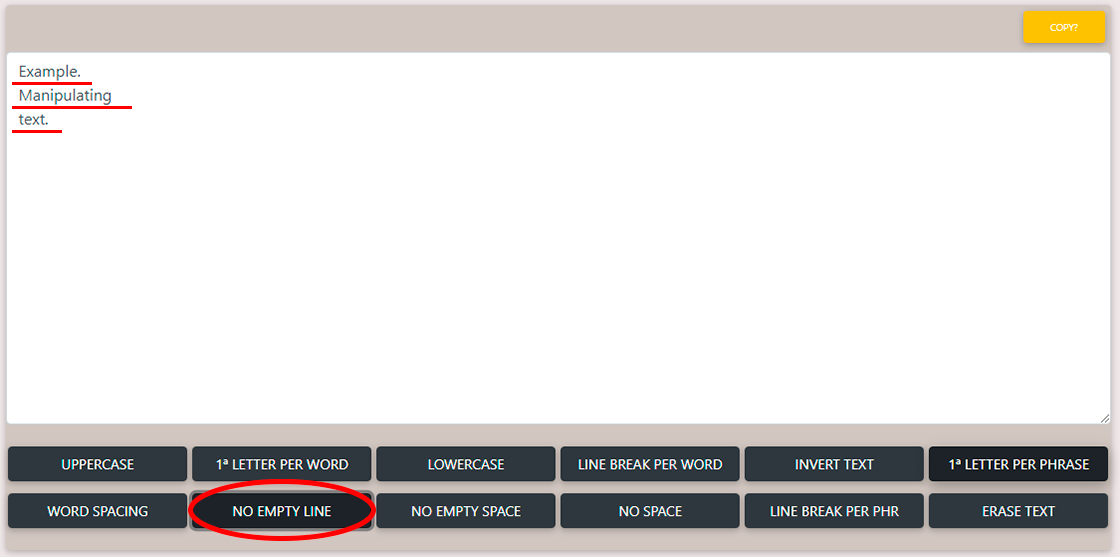 COPY?
Example.
Manipulating
text.
UPPERCASE
1ª LETTER PER WORD
LOWERCASE
LINE BREAK PER WORD
INVERT TEXT
1ª LETTER PER PHRASE
WORD SPACING
NO EMPTY LINE
NO EMPTY SPACE
NO SPACE
LINE BREAK PER PHR
ERASE TEXT